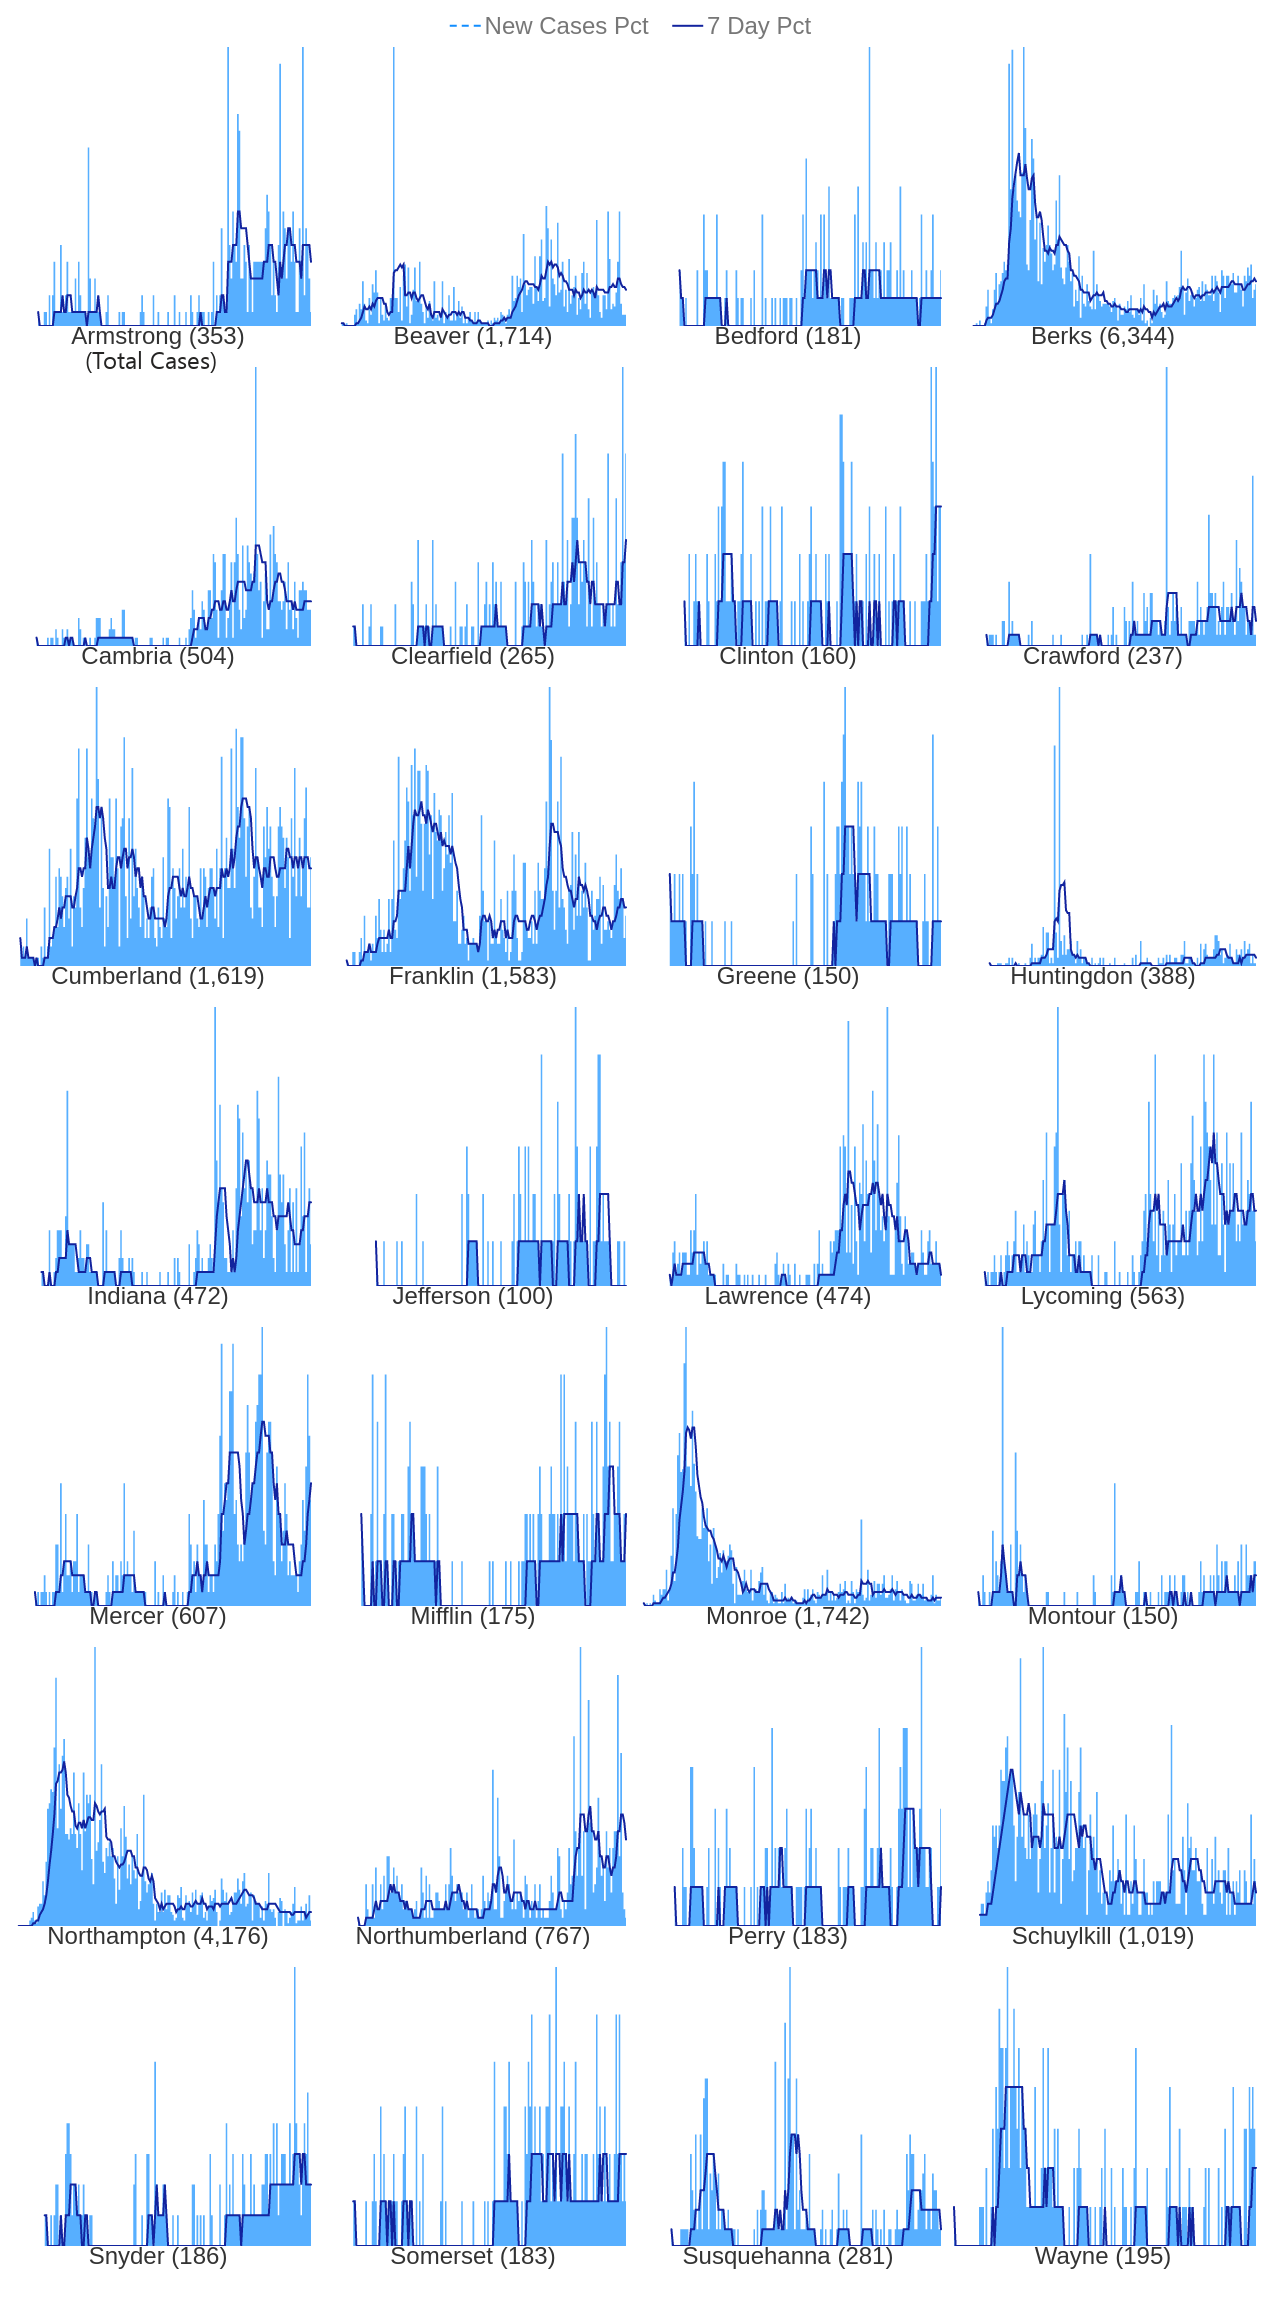 New Cases Pct 7 Day Pct
Armstrong (353) Beaver (1,714) Bedford (181) Berks (6,344)
(Total Cases)
Cambria (504) Clearfield (265) Clinton (160) Crawford (237)
Cumberland (1,619) Franklin (1,583) Greene (150) Huntingdon (388)
Indiana (472) Jefferson (100) Lawrence (474) Lycoming (563)
Mercer (607) Mifflin (175) Monroe (1,742) Montour (150)
Northampton (4,176) Northumberland (767) Perry (183) Schuylkill (1,019)
Snyder (186) Somerset (183) Susquehanna (281) Wayne (195)